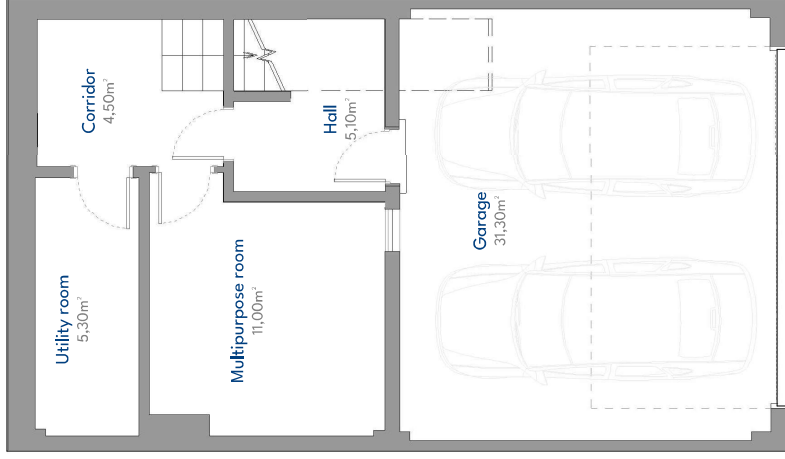 Corridor
4,50m²
Hall
5,10m²
Garage
31,30m²
Utility room
5,30m²
Multipurpose room
11,00m²